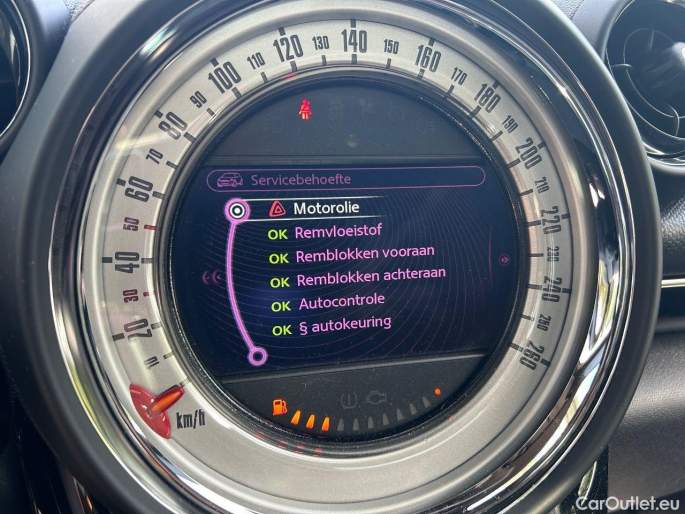 10
20
30
40
50
60
70
80
90
100
110
120
130
140
150
160
170
180
190
200
210
220
230
240
250
260
km/h
Servicebehoefte
Motorolie
OK Remvloeistof
OK Remblokken vooraan
OK Remblokken achteraan
OK Autocontrole
OK § autokeuring
CarOutlet.eu